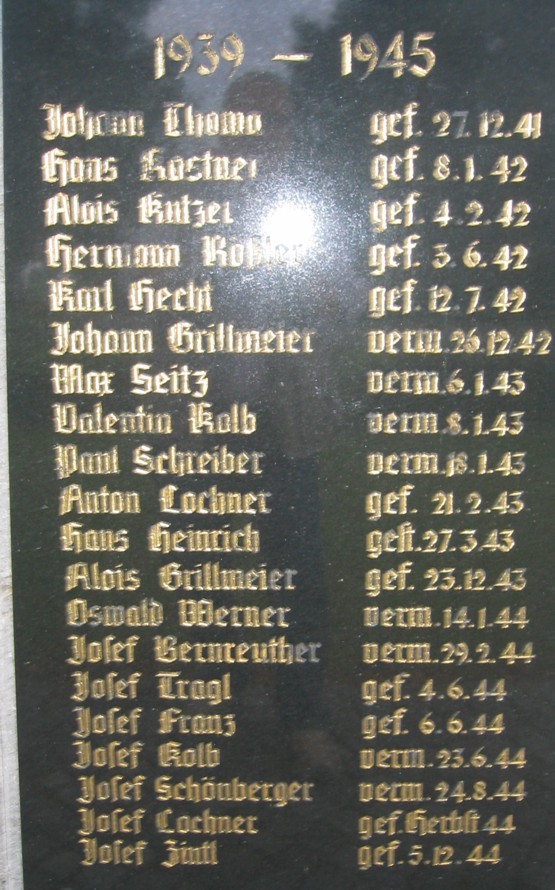 1939 – 1945
Johann Thoma gef. 27.12.41
Hans Kastner gef. 8.1.42
Alois Kutzer gef. 4.2.42
Hermann Roßler gef. 3.6.42
Karl Hecht gef. 12.7.42
Johann Grillmeier verm. 26.12.42
Max Seitz verm. 6.1.43
Valentin Kolb verm. 8.1.43
Paul Schreiber verm. 18.1.43
Anton Lochner gef. 21.2.43
Hans Heinrich gest. 27.3.43
Alois Grillmeier gef. 23.12.43
Oswald Werner verm. 14.1.44
Josef Bernreuther verm. 29.2.44
Josef Tragl gef. 4.6.44
Josef Franz gef. 6.6.44
Josef Kolb verm. 23.6.44
Josef Schönberger verm. 24.8.44
Josef Lochner gef. Herbst 44
Josef Zintl gef. 5.12.44